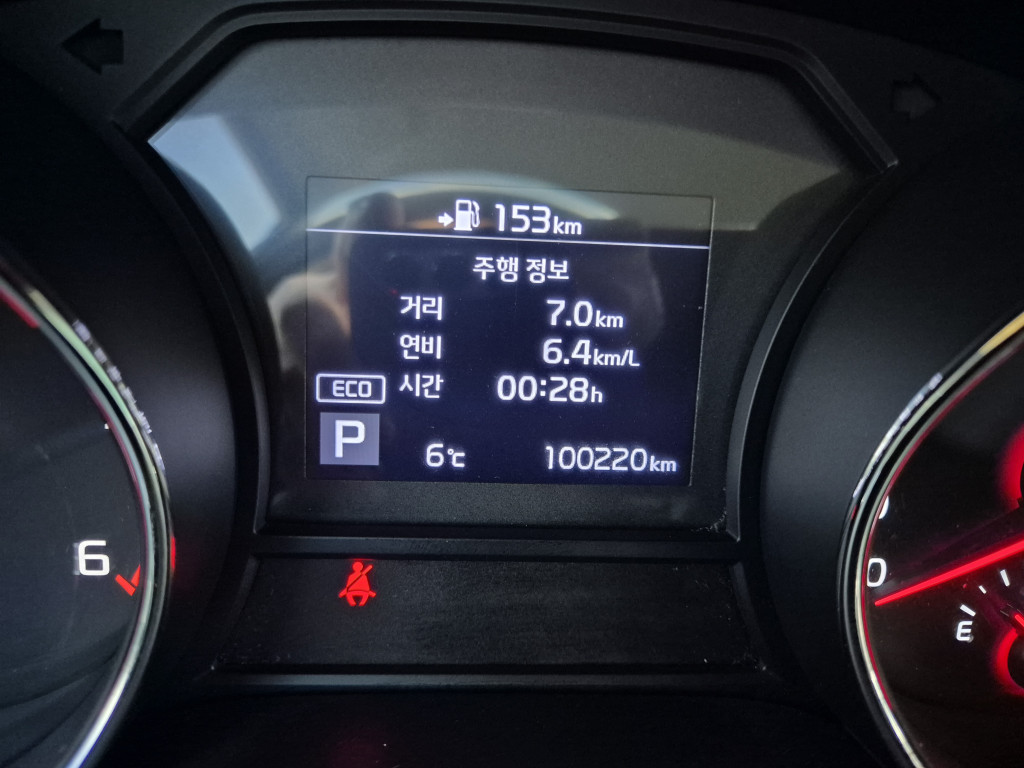 153km
주행 정보
거리 7.0km
연비 6.4km/L
ECO 시간 00:28h
P 6℃ 100220km
6
0
E